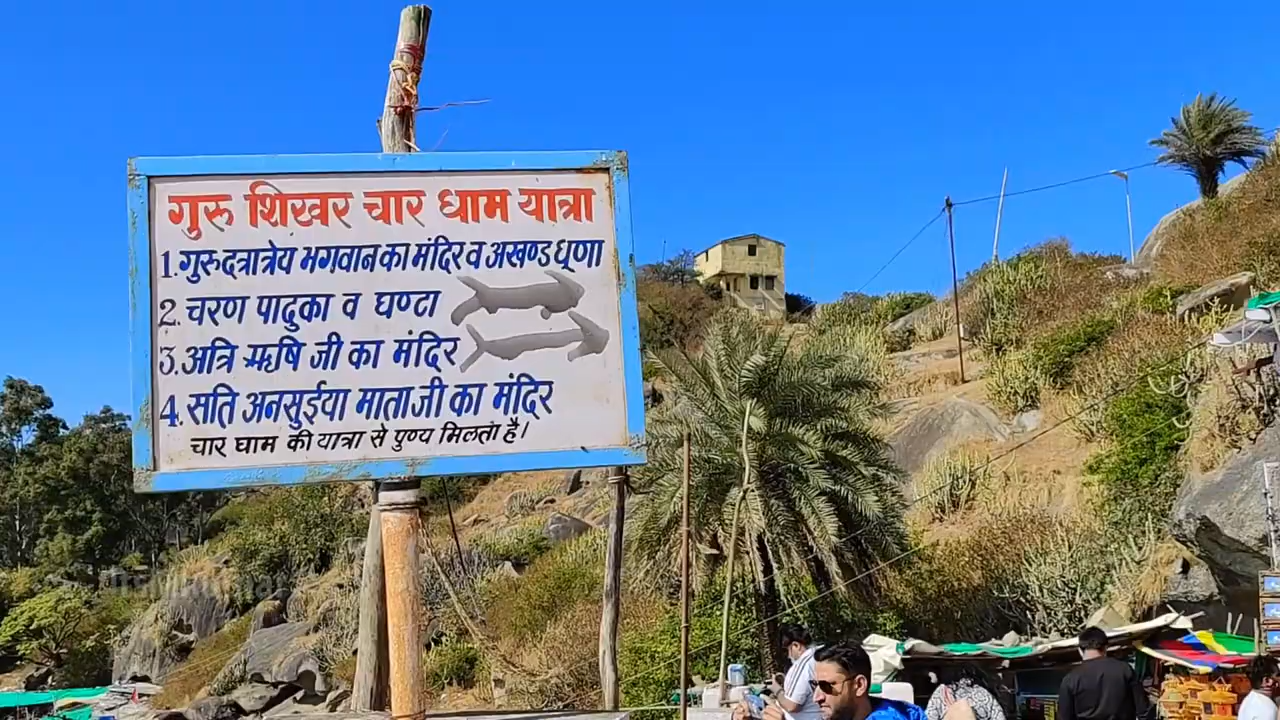 गुरु शिखर चार धाम यात्रा
1. गुरुदत्रात्रेय भगवान का मंदिर व अखण्ड धूणा
2. चरण पादुका व घण्टा
3. अत्रि ऋषि जी का मंदिर
4. सति अनसुईया माताजी का मंदिर
चार घाम की यात्रा से पुण्य मिलता है।